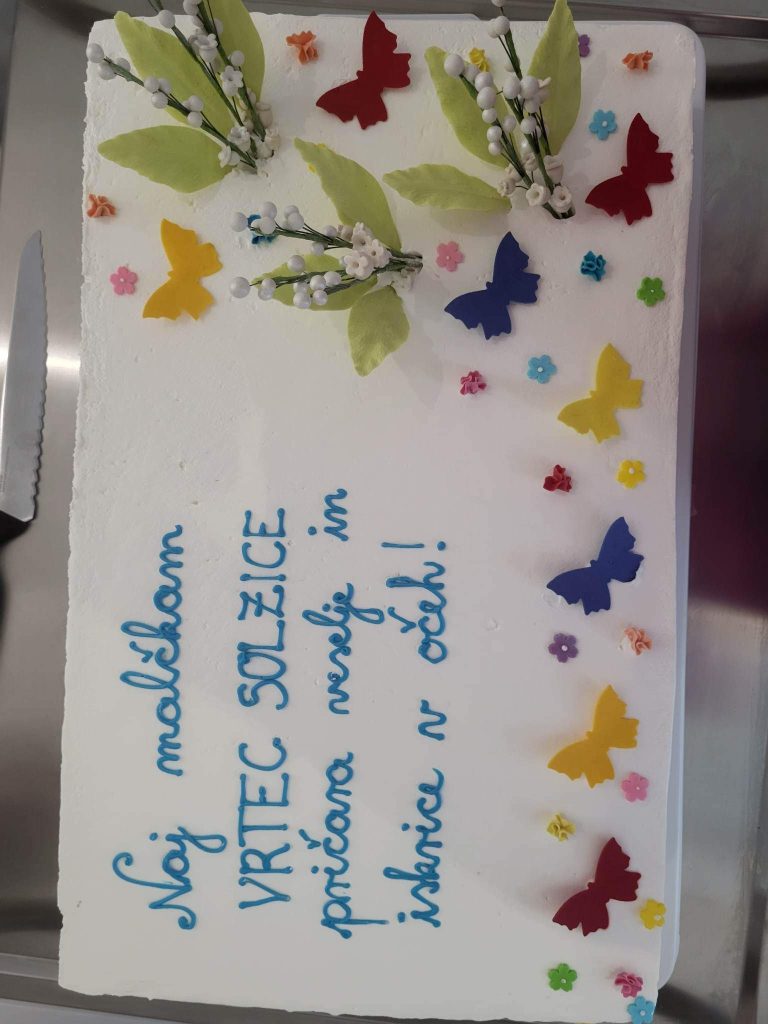 Naj malčkom
VRTEC SOLZICE
pričara veselje in
iskrice v očeh!